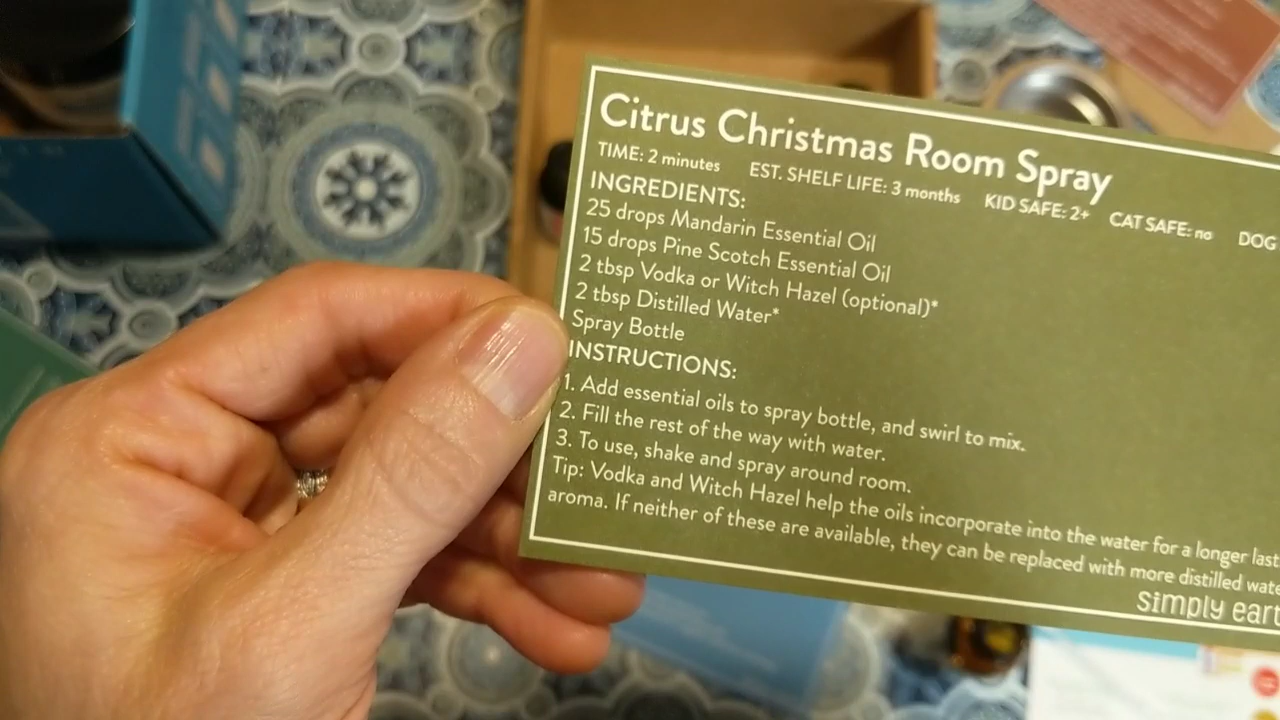 Citrus Christmas Room Spray
TIME: 2 minutes EST. SHELF LIFE: 3 months KID SAFE: 2+ CAT SAFE: no DOG
INGREDIENTS:
25 drops Mandarin Essential Oil
15 drops Pine Scotch Essential Oil
2 tbsp Vodka or Witch Hazel (optional)*
2 tbsp Distilled Water*
Spray Bottle
INSTRUCTIONS:
1. Add essential oils to spray bottle, and swirl to mix.
2. Fill the rest of the way with water.
3. To use, shake and spray around room.
Tip: Vodka and Witch Hazel help the oils incorporate into the water for a longer last
aroma. If neither of these are available, they can be replaced with more distilled wate
simply eart